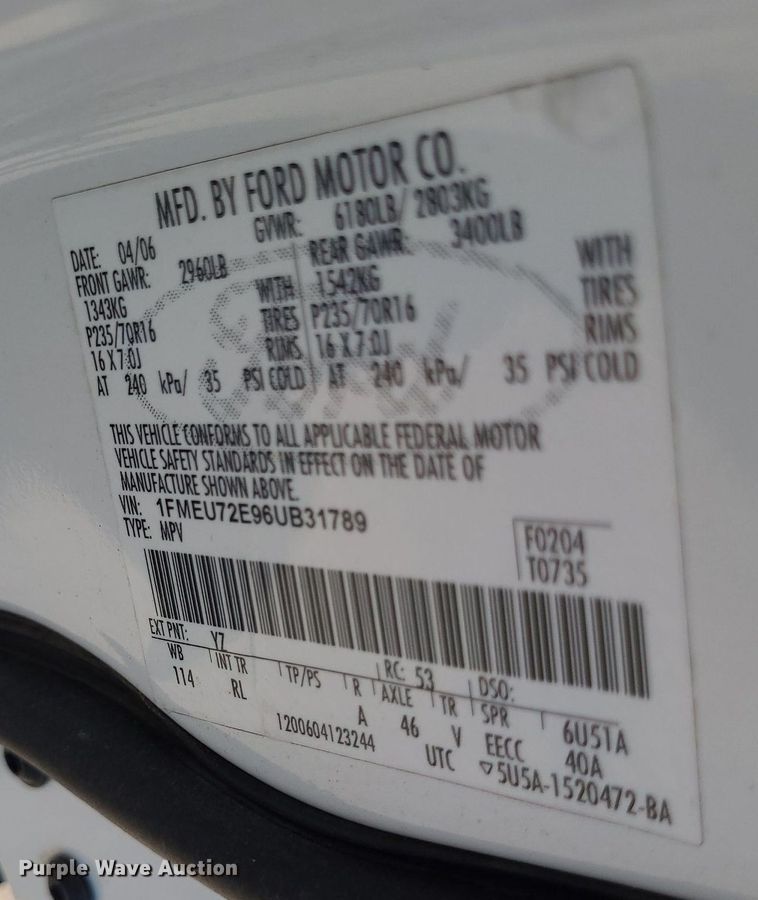 MFD. BY FORD MOTOR CO.
DATE: 04/06 GVWR: 6180LB/ 2803KG
FRONT GAWR: 2960LB REAR GAWR: 3400LB
1343KG WITH 1542KG WITH
P235/70R16 TIRES P235/70R16 TIRES
16 X 7.0J RIMS 16 X 7.0J RIMS
AT 240 kPa/ 35 PSI COLD AT 240 kPa/ 35 PSI COLD
THIS VEHICLE CONFORMS TO ALL APPLICABLE FEDERAL MOTOR
VEHICLE SAFETY STANDARDS IN EFFECT ON THE DATE OF
MANUFACTURE SHOWN ABOVE.
VIN: 1FMEU72E96UB31789
TYPE: MPV
F0204
T0735
EXT PNT: YZ RC: 53 DSO:
WB INT TR TP/PS R AXLE TR SPR 6U51A
114 RL A 46 V EECC 40A
1200604123244 UTC ▽5U5A-1520472-BA
Purple Wave Auction